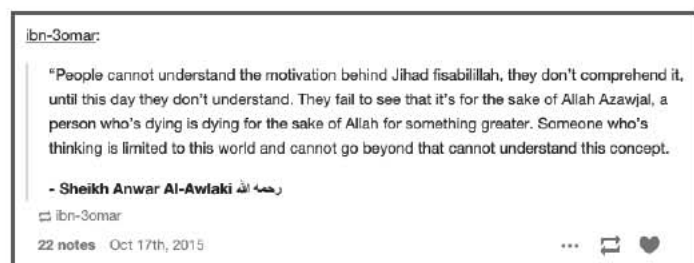 ibn-3omar:
"People cannot understand the motivation behind Jihad fisabilillah, they don't comprehend it,
until this day they don't understand. They fail to see that it's for the sake of Allah Azawjal, a
person who's dying is dying for the sake of Allah for something greater. Someone who's
thinking is limited to this world and cannot go beyond that cannot understand this concept.
- Sheikh Anwar Al-Awlaki رحمه الله
ibn-3omar
22 notes Oct 17th, 2015